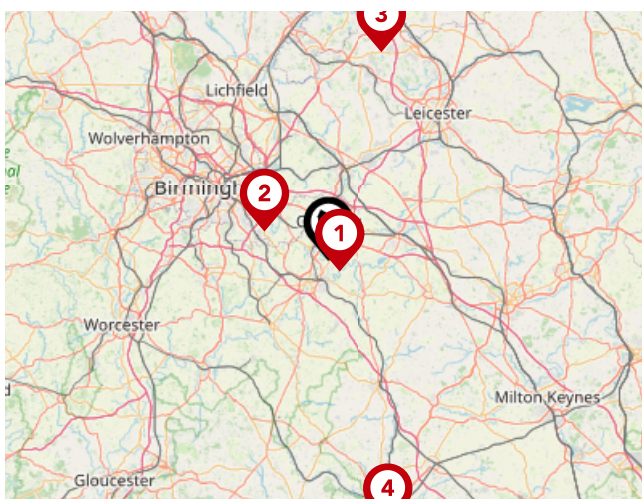 3
Lichfield
Leicester
Wolverhampton
Birmingh
2
1
Worcester
Milton Keynes
Gloucester
4